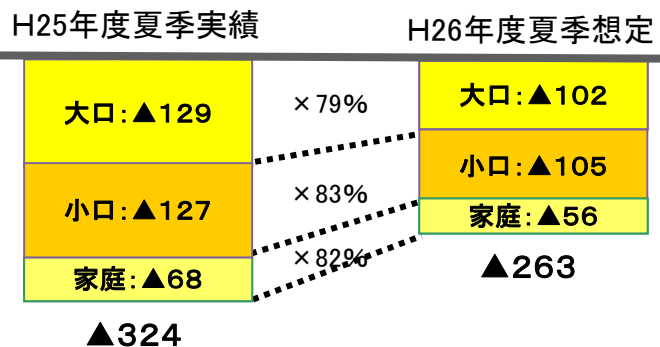 H25年度夏季実績
H26年度夏季想定
大口:▲129
×79%
大口:▲102
小口:▲127
×83%
小口:▲105
家庭:▲68
×82%
家庭:▲56
▲324
▲263